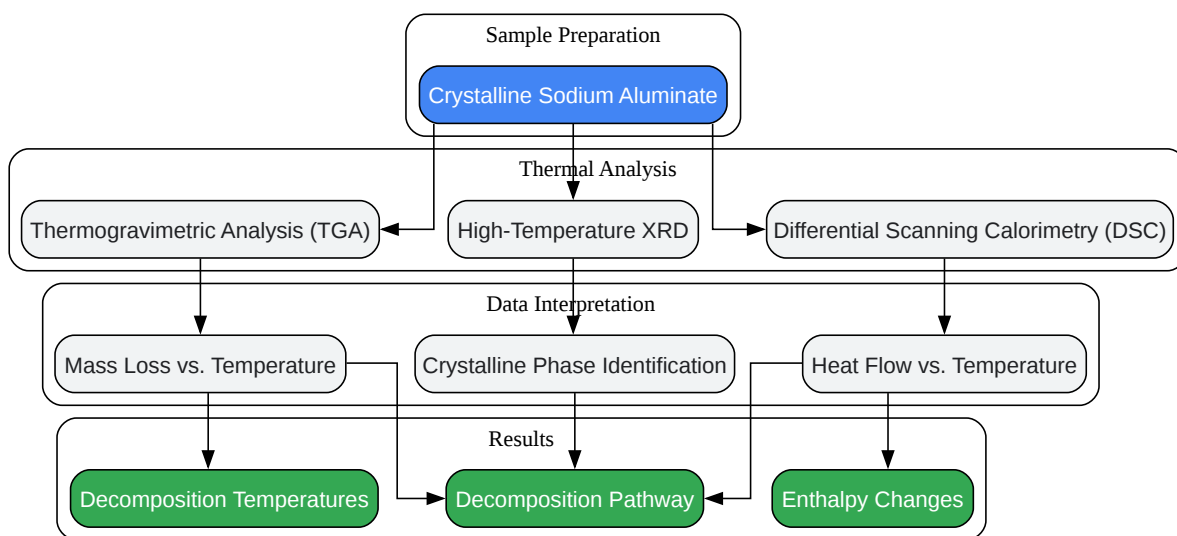 Sample Preparation
Crystalline Sodium Aluminate
Thermal Analysis
Thermogravimetric Analysis (TGA)
High-Temperature XRD
Differential Scanning Calorimetry (DSC)
Data Interpretation
Mass Loss vs. Temperature
Crystalline Phase Identification
Heat Flow vs. Temperature
Results
Decomposition Temperatures
Decomposition Pathway
Enthalpy Changes